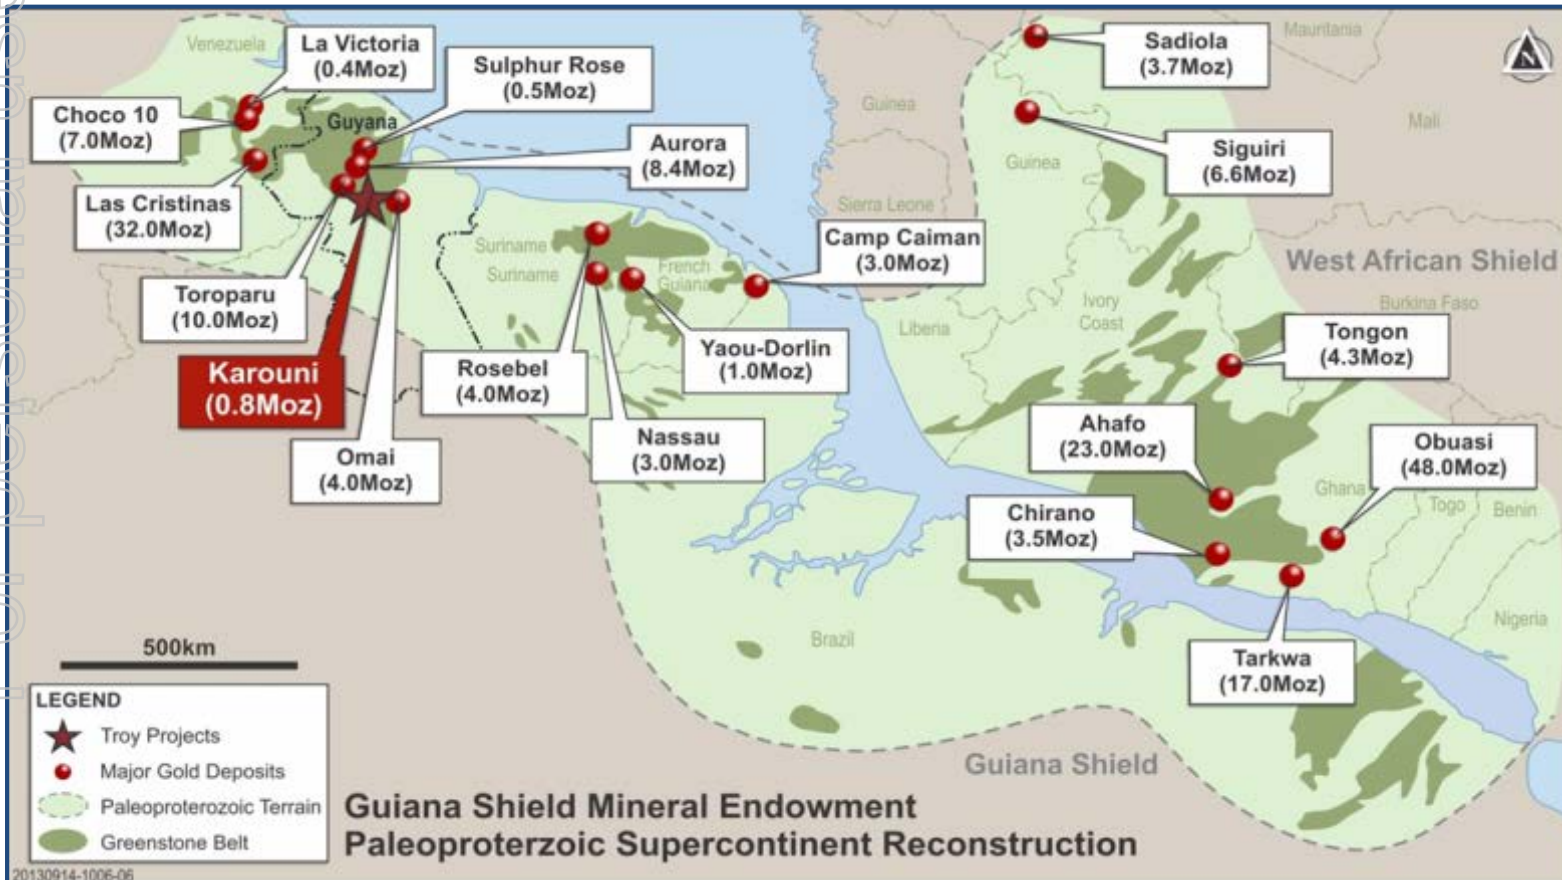 Venezuela
La Victoria
(0.4Moz)
Sulphur Rose
(0.5Moz)
Choco 10
(7.0Moz)
Guyana
Aurora
(8.4Moz)
Las Cristinas
(32.0Moz)
Toroparu
(10.0Moz)
Karouni
(0.8Moz)
Omai
(4.0Moz)
Suriname
Suriname
French
Guiana
Camp Caiman
(3.0Moz)
Rosebel
(4.0Moz)
Yaou-Dorlin
(1.0Moz)
Nassau
(3.0Moz)
Guinea
Sierra Leone
Liberia
Sadiola
(3.7Moz)
Mauritania
N
Mali
Siguiri
(6.6Moz)
Guinea
West African Shield
Burkina Faso
Ivory
Coast
Tongon
(4.3Moz)
Ahafo
(23.0Moz)
Obuasi
(48.0Moz)
Ghana
Togo
Benin
Chirano
(3.5Moz)
Nigeria
Tarkwa
(17.0Moz)
Brazil
Guiana Shield
500km
LEGEND
Troy Projects
Major Gold Deposits
Paleoproterozoic Terrain
Greenstone Belt
Guiana Shield Mineral Endowment
Paleoproterzoic Supercontinent Reconstruction
20130914-1006-06